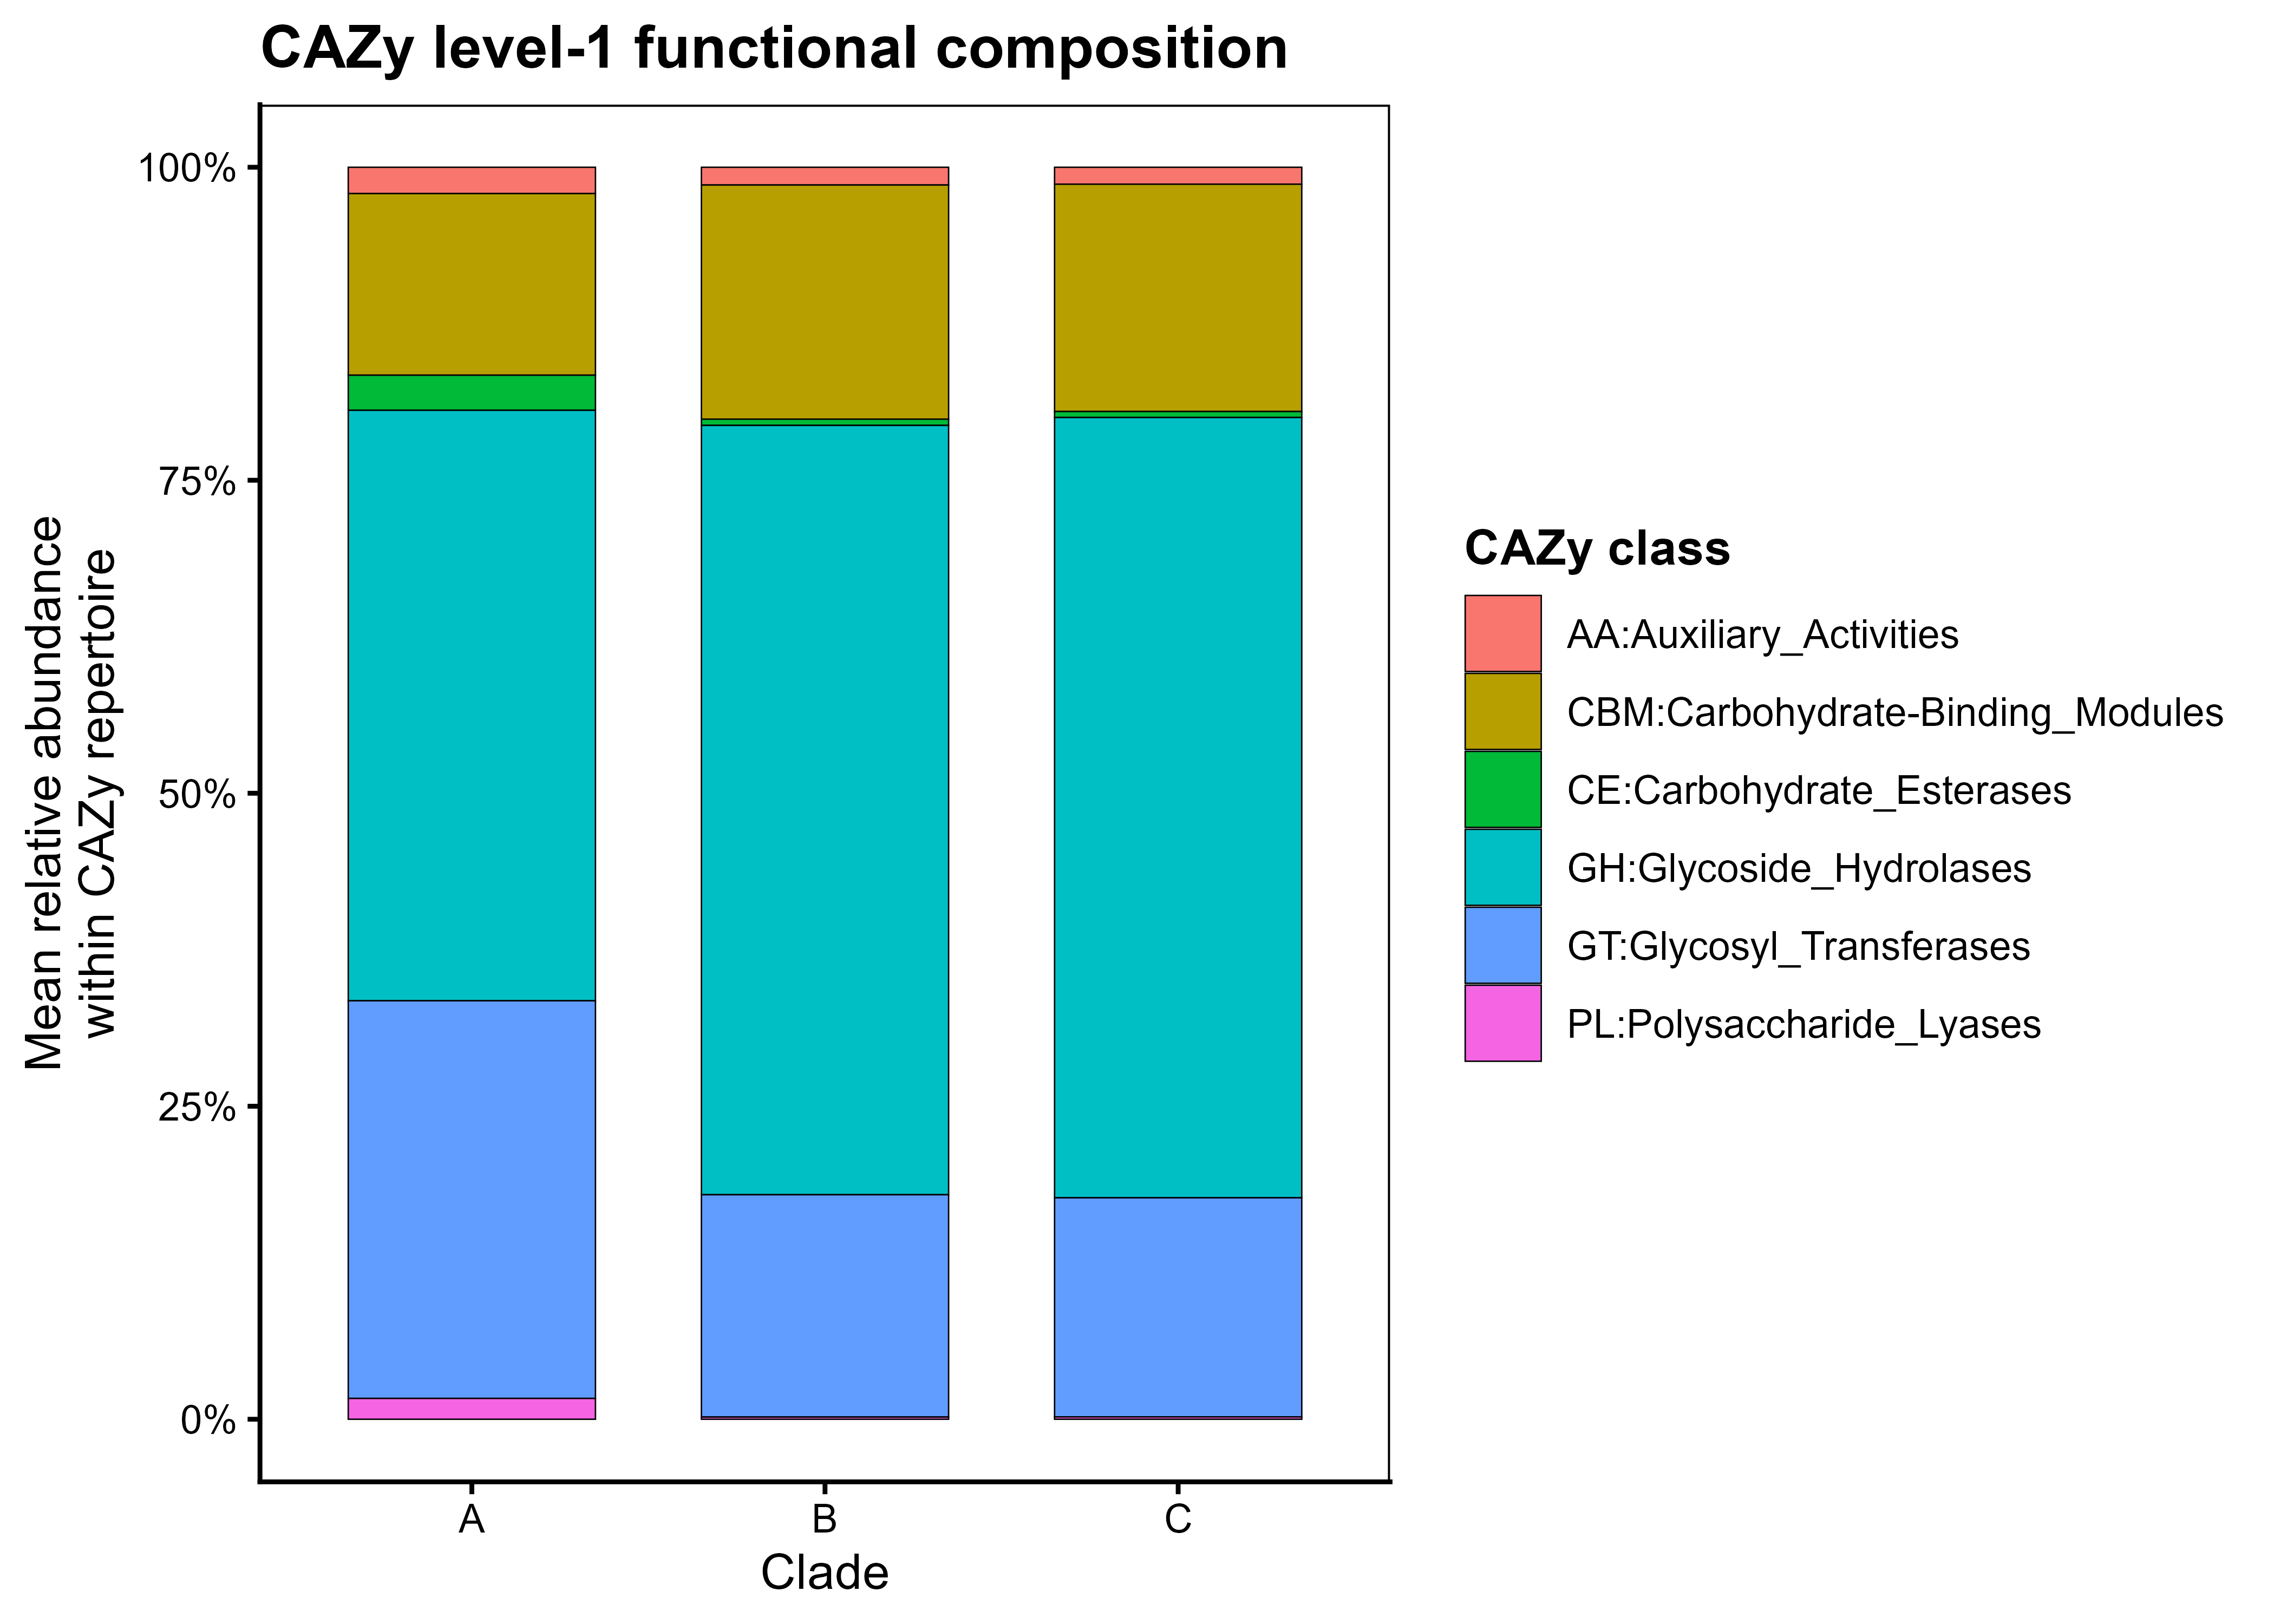 CAZy level-1 functional composition
Mean relative abundance
within CAZy repertoire
100%
75%
50%
25%
0%
A
B
C
Clade
CAZy class
AA:Auxiliary_Activities
CBM:Carbohydrate-Binding_Modules
CE:Carbohydrate_Esterases
GH:Glycoside_Hydrolases
GT:Glycosyl_Transferases
PL:Polysaccharide_Lyases